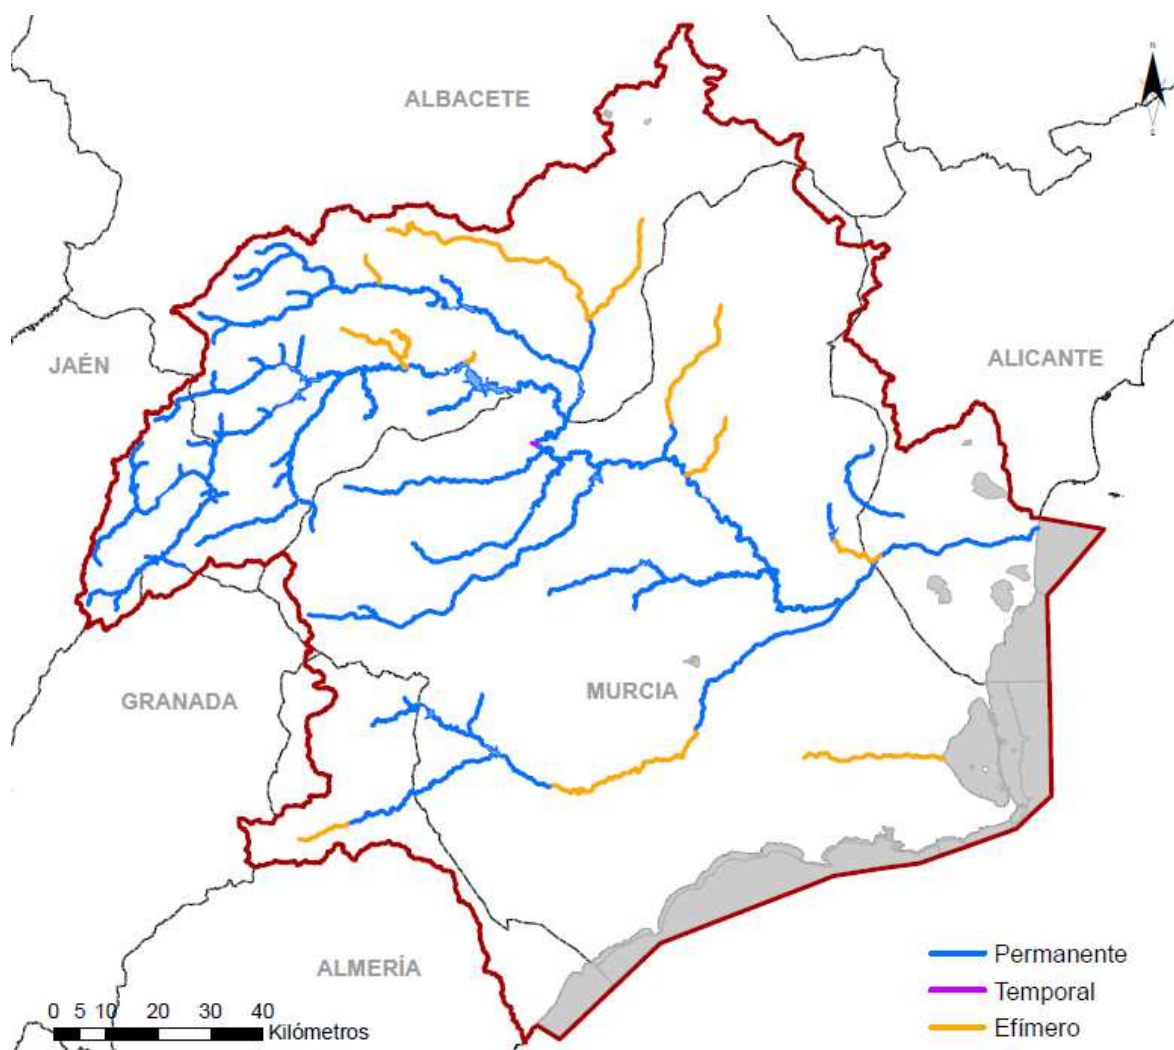 N
S
ALBACETE
JAÉN
ALICANTE
GRANADA
MURCIA
ALMERÍA
Permanente
Temporal
Efímero
0 5 10 20 30 40
Kilómetros